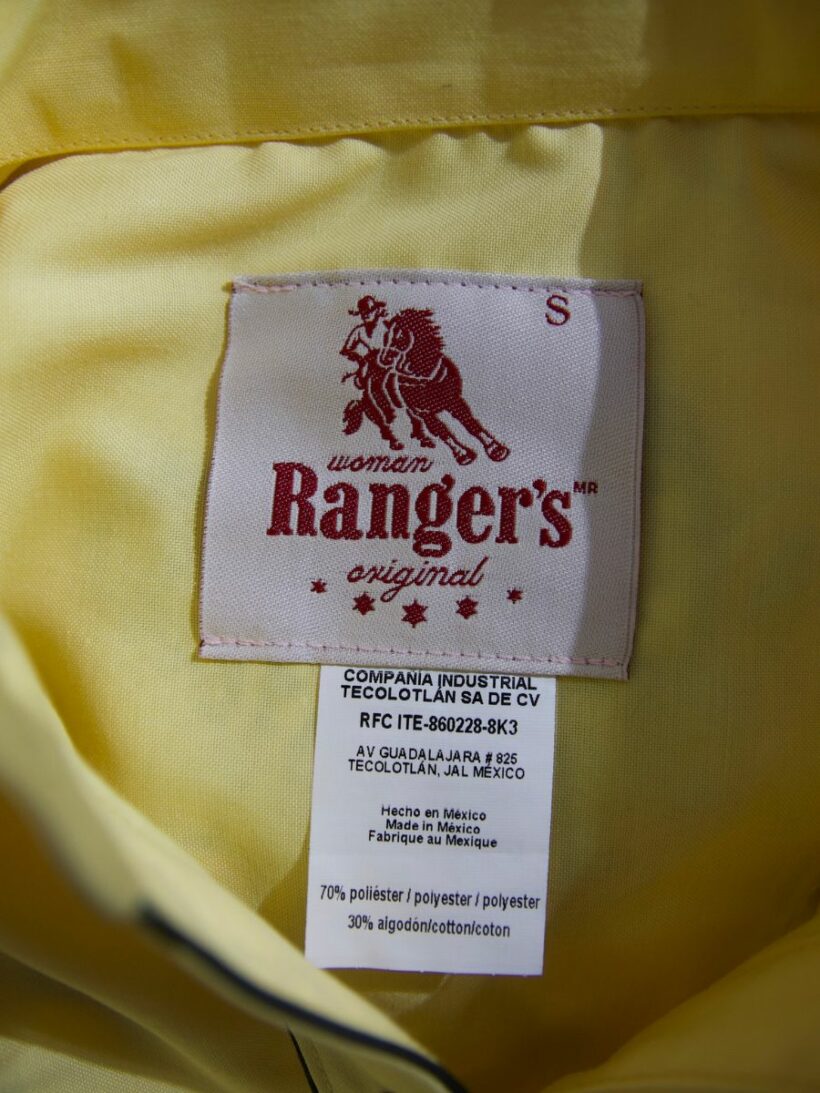 S
woman
Ranger's MR
original
COMPAÑIA INDUSTRIAL
TECOLOTLÁN SA DE CV
RFC ITE-860228-8K3
AV GUADALAJARA # 825
TECOLOTLÁN, JAL MÉXICO
Hecho en México
Made in México
Fabrique au Mexique
70% poliéster / polyester / polyester
30% algodón/cotton/coton